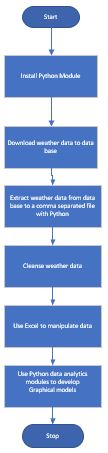 Start
Install Python Module
Download weather data to data
base
Extract weather data from data
base to a comma separated file
with Python
Cleanse weather data
Use Excel to manipulate data
Use Python data analytics
modules to develop
Graphical models
Stop